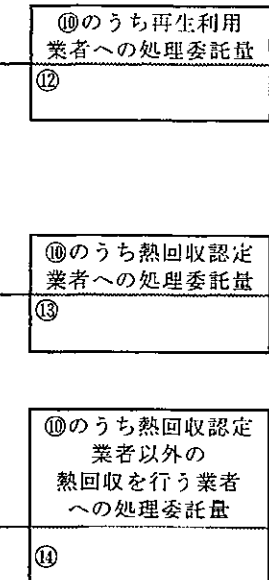 ⑩のうち再生利用
業者への処理委託量
⑫
⑩のうち熱回収認定
業者への処理委託量
⑬
⑩のうち熱回収認定
業者以外の
熱回収を行う業者
への処理委託量
⑭